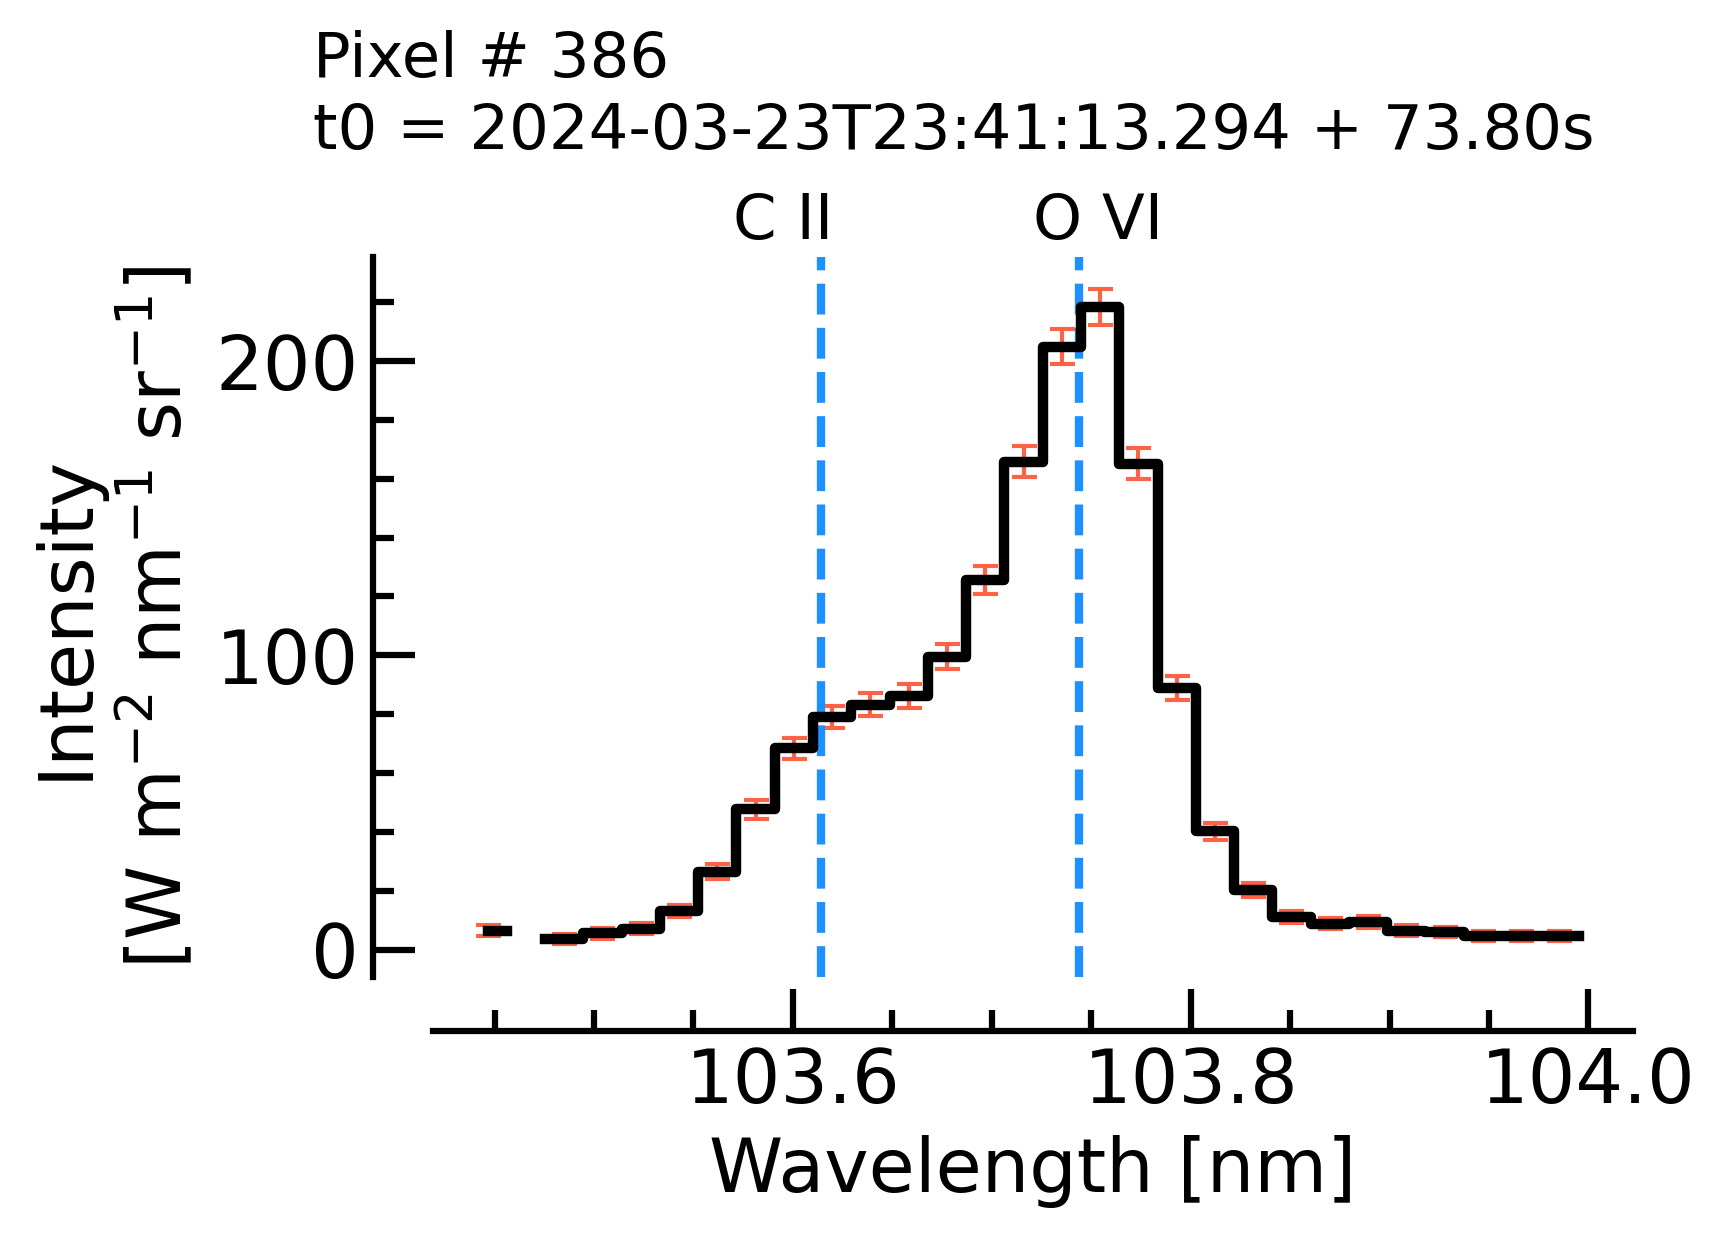 Pixel # 386
t0 = 2024-03-23T23:41:13.294 + 73.80s
C II
O VI
Intensity
[W m⁻² nm⁻¹ sr⁻¹]
200
100
0
103.6
103.8
104.0
Wavelength [nm]